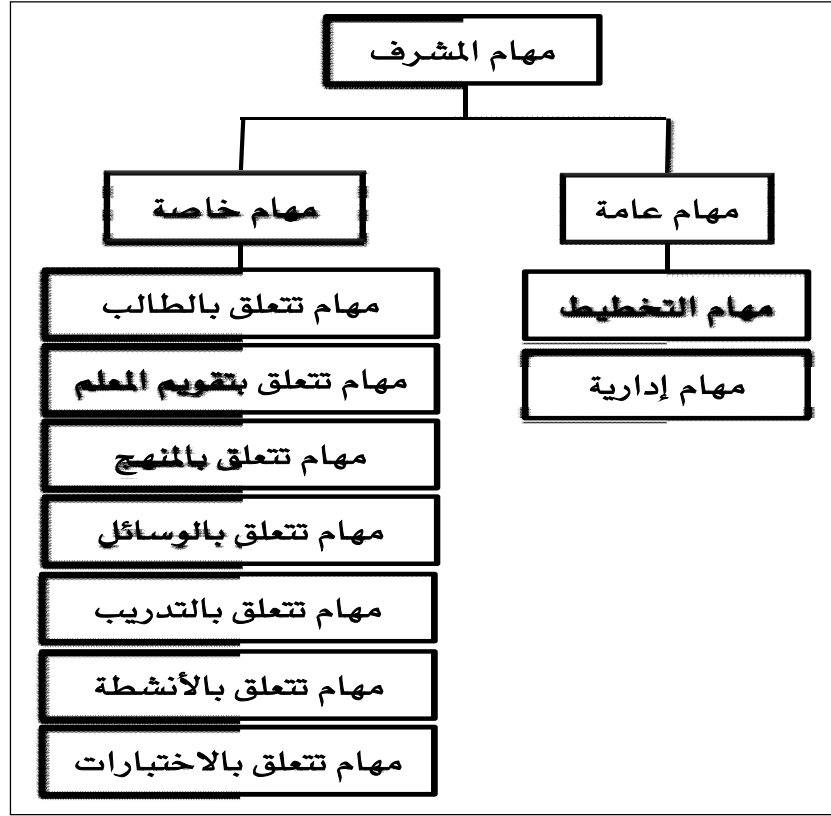 مهام المشرف
مهام عامة
مهام التخطيط
مهام إدارية
مهام خاصة
مهام تتعلق بالطالب
مهام تتعلق بتقويم المعلم
مهام تتعلق بالمنهج
مهام تتعلق بالوسائل
مهام تتعلق بالتدريب
مهام تتعلق بالأنشطة
مهام تتعلق بالاختبارات